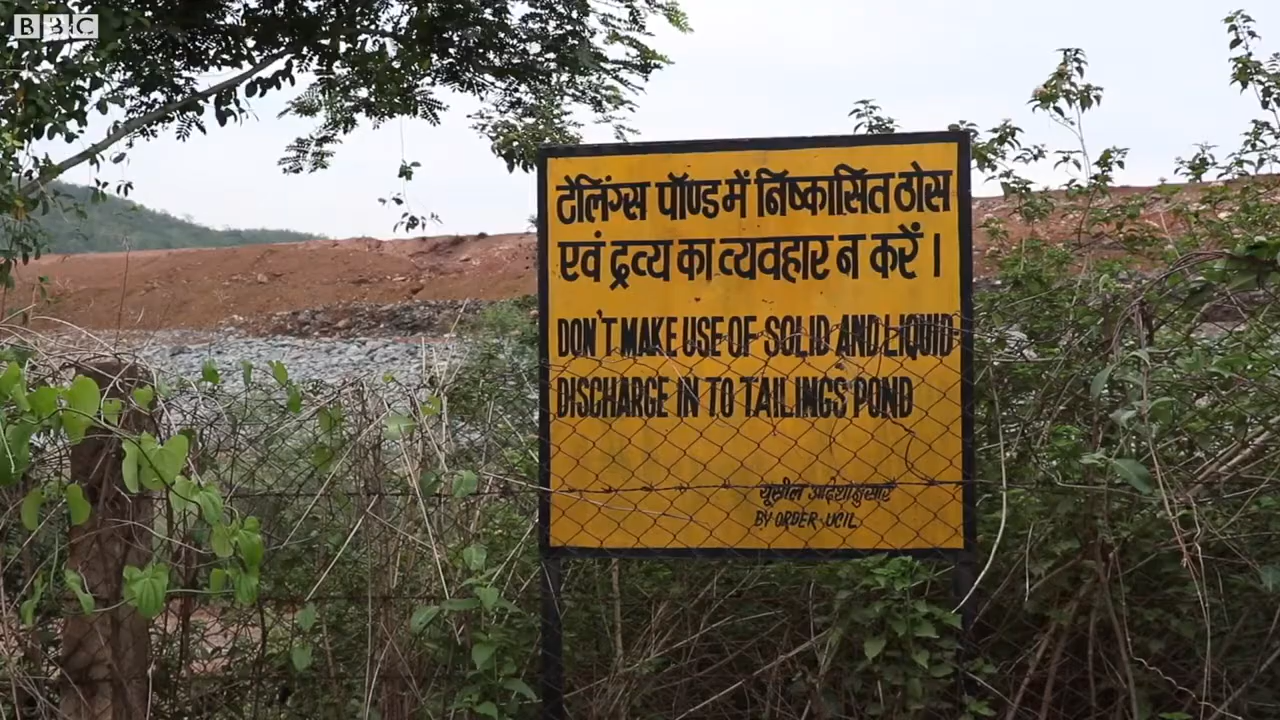 BBC
टेलिंग्स पॉण्ड में निष्कासित ठोस
एवं द्रव्य का व्यवहार न करें ।
DON'T MAKE USE OF SOLID AND LIQUID
DISCHARGE IN TO TAILINGS POND
यूसील आदेशानुसार
BY ORDER UCIL